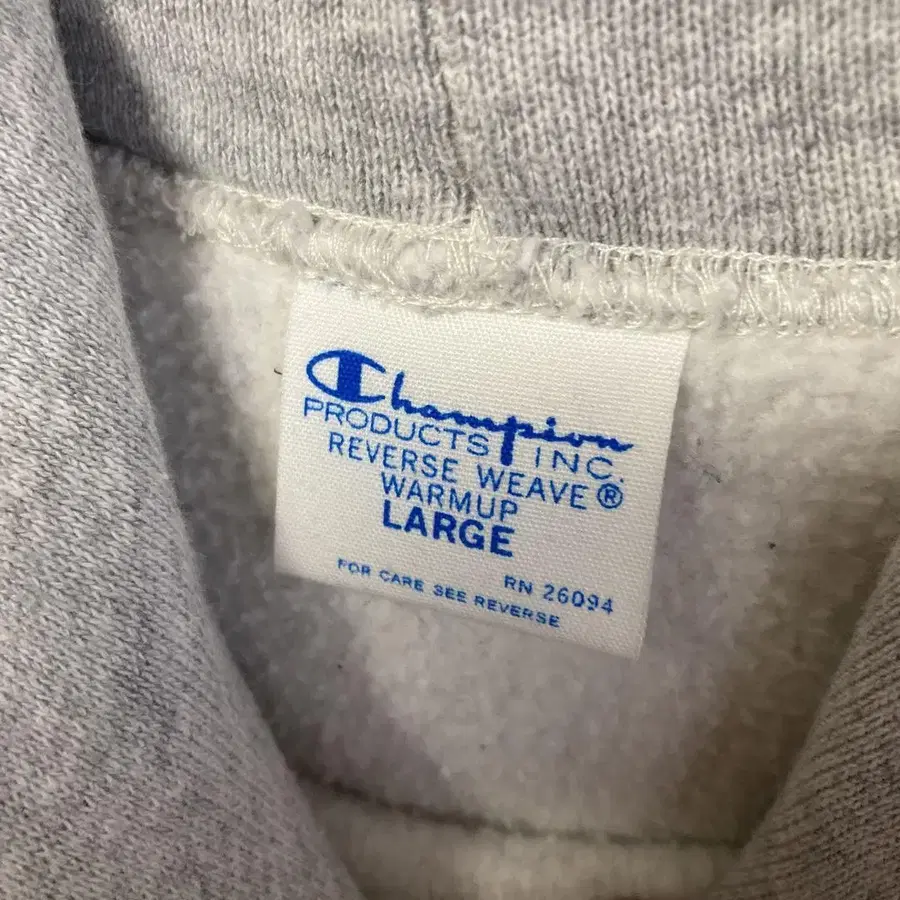 Champion
PRODUCTS INC.
REVERSE WEAVE®
WARMUP
LARGE
RN 26094
FOR CARE SEE REVERSE